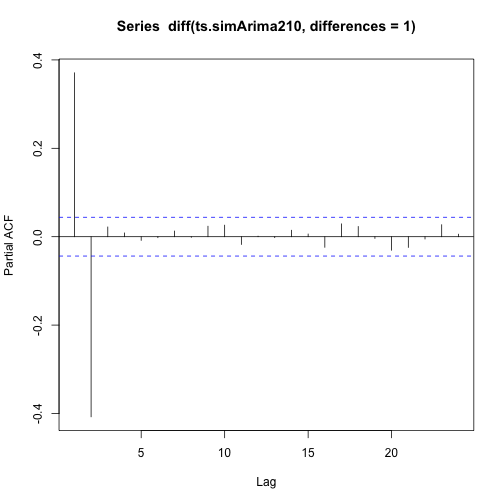 Series  diff(ts.simArima210, differences = 1)
0.4
0.2
0.0
-0.2
-0.4
Partial ACF
5 10 15 20
Lag